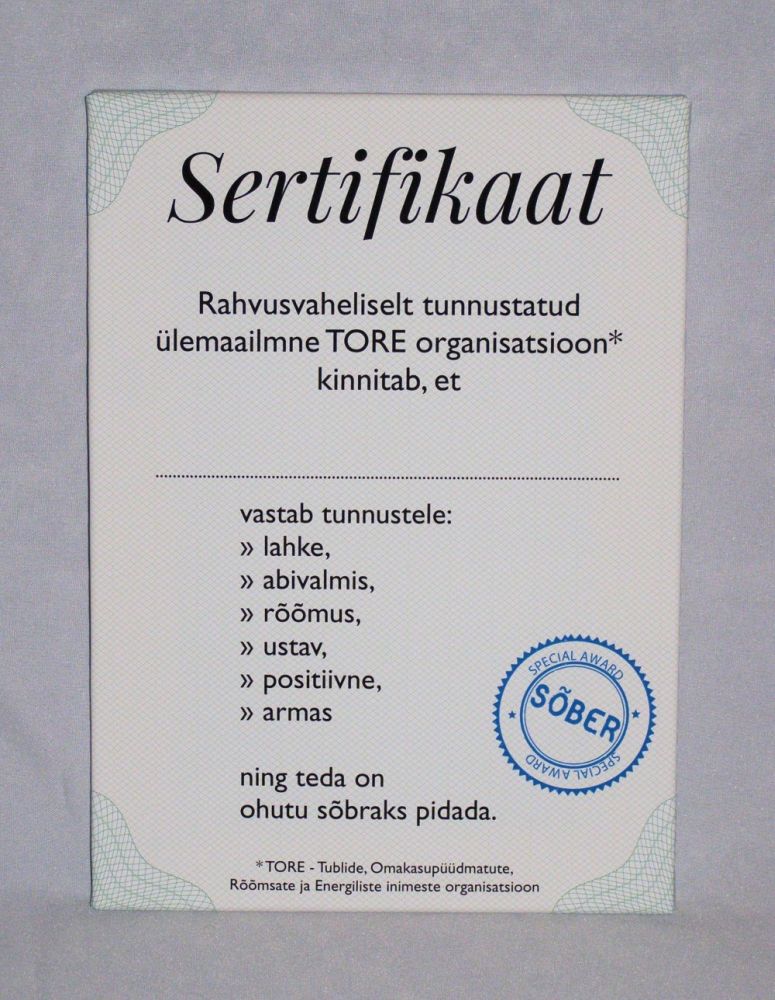 Sertifikaat
Rahvusvaheliselt tunnustatud
ülemaailmne TORE organisatsioon*
kinnitab, et
vastab tunnustele:
» lahke,
» abivalmis,
» rõõmus,
» ustav,
» positiivne,
» armas
SPECIAL AWARD
SÕBER
SPECIAL AWARD
ning teda on
ohutu sõbraks pidada.
*TORE - Tublide, Omakasupüüdmatute,
Rõõmsate ja Energiliste inimeste organisatsioon